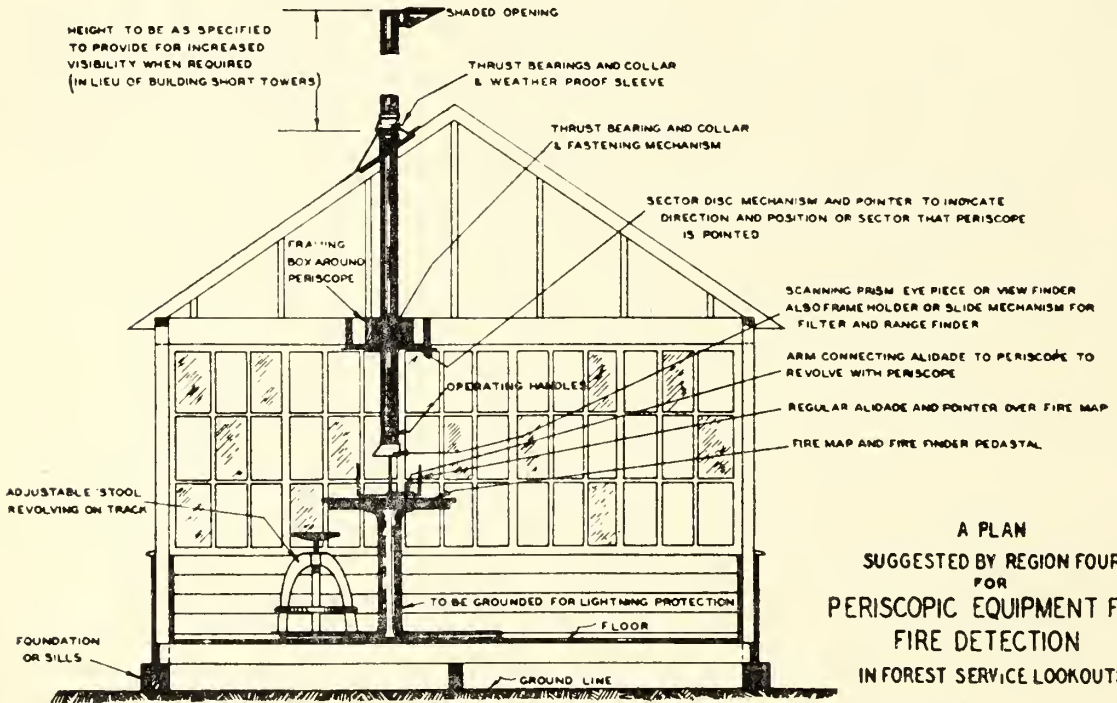 SHADED OPENING
HEIGHT TO BE AS SPECIFIED
TO PROVIDE FOR INCREASED
VISIBILITY WHEN REQUIRED
(IN LIEU OF BUILDING SHORT TOWERS)
THRUST BEARINGS AND COLLAR
& WEATHER PROOF SLEEVE
THRUST BEARING AND COLLAR
& FASTENING MECHANISM
SECTOR DISC MECHANISM AND POINTER TO INDICATE
DIRECTION AND POSITION OR SECTOR THAT PERISCOPE
IS POINTED
FRAMING
BOX AROUND
PERISCOPE
SCANNING PRISM EYE PIECE OR VIEW FINDER
ALSO FRAME HOLDER OR SLIDE MECHANISM FOR
FILTER AND RANGE FINDER
ARM CONNECTING ALIDADE TO PERISCOPE TO
REVOLVE WITH PERISCOPE
OPERATING HANDLES
REGULAR ALIDADE AND POINTER OVER FIRE MAP
FIRE MAP AND FIRE FINDER PEDASTAL
ADJUSTABLE STOOL
REVOLVING ON TRACK
TO BE GROUNDED FOR LIGHTNING PROTECTION
FLOOR
FOUNDATION
OR SILLS
GROUND LINE
A PLAN
SUGGESTED BY REGION FOUR
FOR
PERISCOPIC EQUIPMENT F
FIRE DETECTION
IN FOREST SERVICE LOOKOUTS